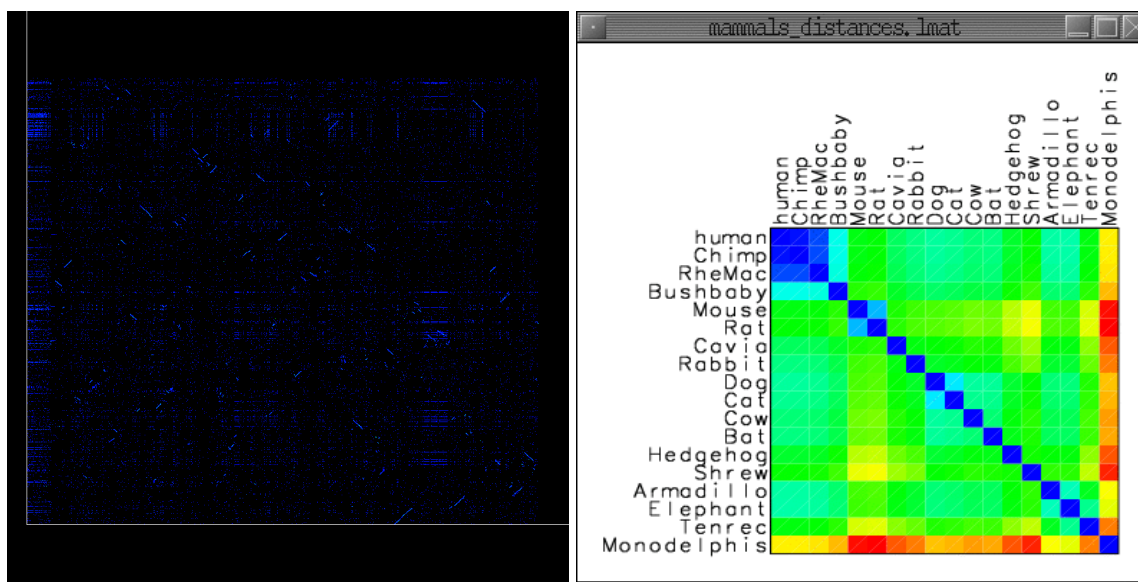 mammals_distances.lmat
human
Chimp
RheMac
Bushbaby
Mouse
Rat
Cavia
Rabbit
Dog
Cat
Cow
Bat
Hedgehog
Shrew
Armadillo
Elephant
Tenrec
Monodelphis
human
Chimp
RheMac
Bushbaby
Mouse
Rat
Cavia
Rabbit
Dog
Cat
Cow
Bat
Hedgehog
Shrew
Armadillo
Elephant
Tenrec
Monodelphis